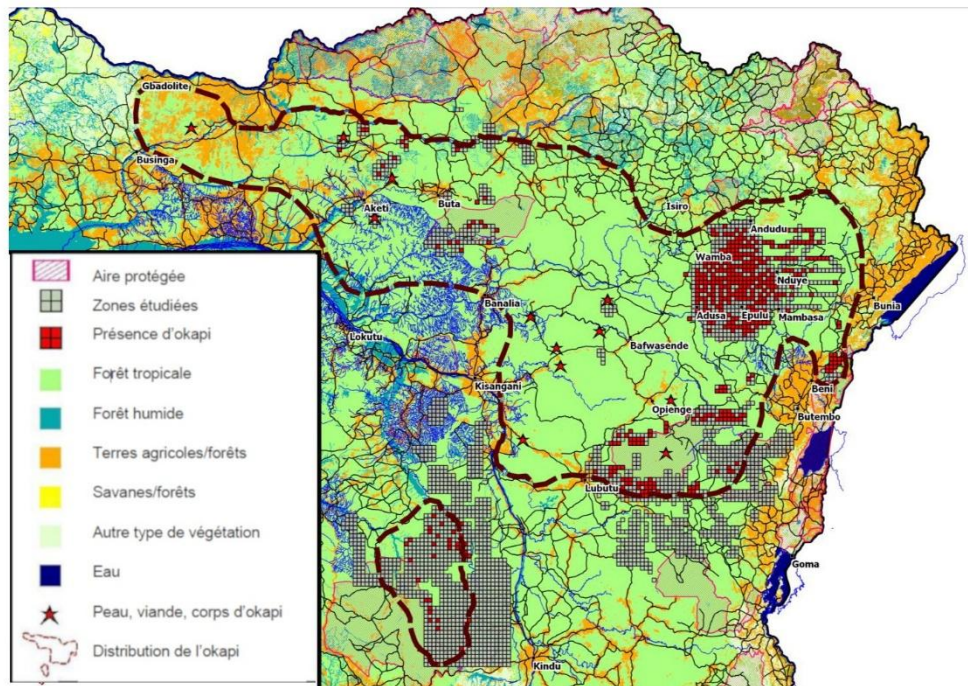 Gbadolite
Businga
Aketi
Buta
Isiro
Andudu
Wamba
Nduye
Adusa
Epulu
Mambasa
Bunia
Banalia
Lokutu
Bafwasende
Kisangani
Beni
Opienge
Butembo
Lubutu
Goma
Kindu
Aire protégée
Zones étudiées
Présence d'okapi
Forêt tropicale
Forêt humide
Terres agricoles/forêts
Savanes/forêts
Autre type de végétation
Eau
Peau, viande, corps d'okapi
Distribution de l'okapi